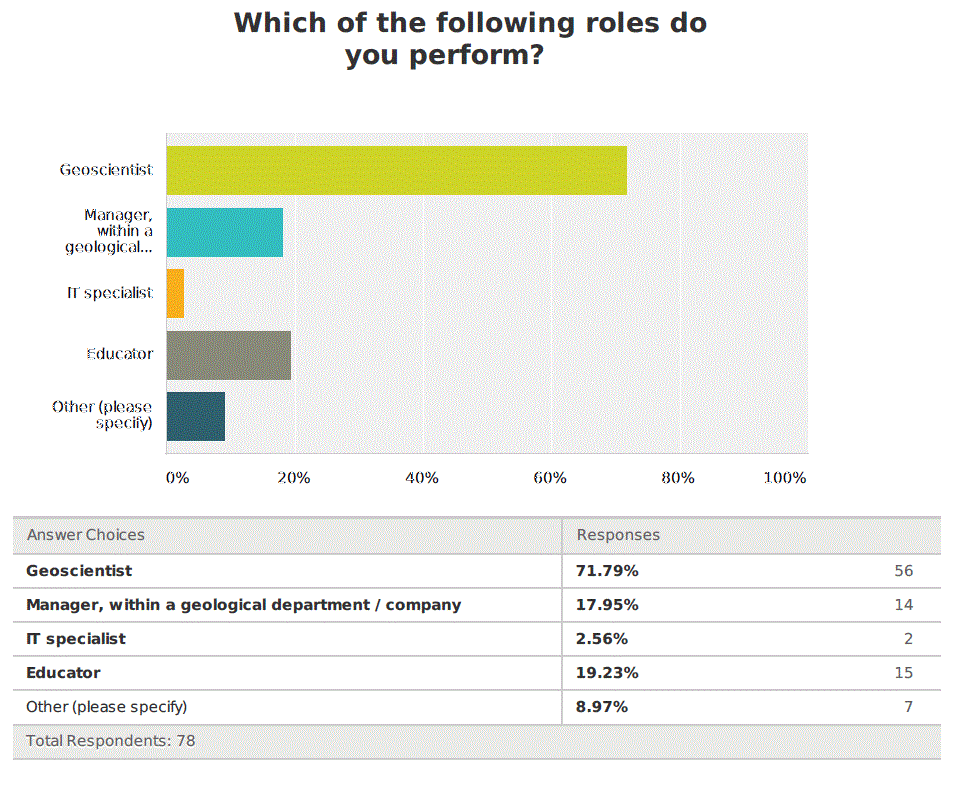 Which of the following roles do
you perform?
Geoscientist
Manager,
within a
geological...
IT specialist
Educator
Other (please
specify)
0% 20% 40% 60% 80% 100%
Answer Choices Responses
Geoscientist 71.79% 56
Manager, within a geological department / company 17.95% 14
IT specialist 2.56% 2
Educator 19.23% 15
Other (please specify) 8.97% 7
Total Respondents: 78